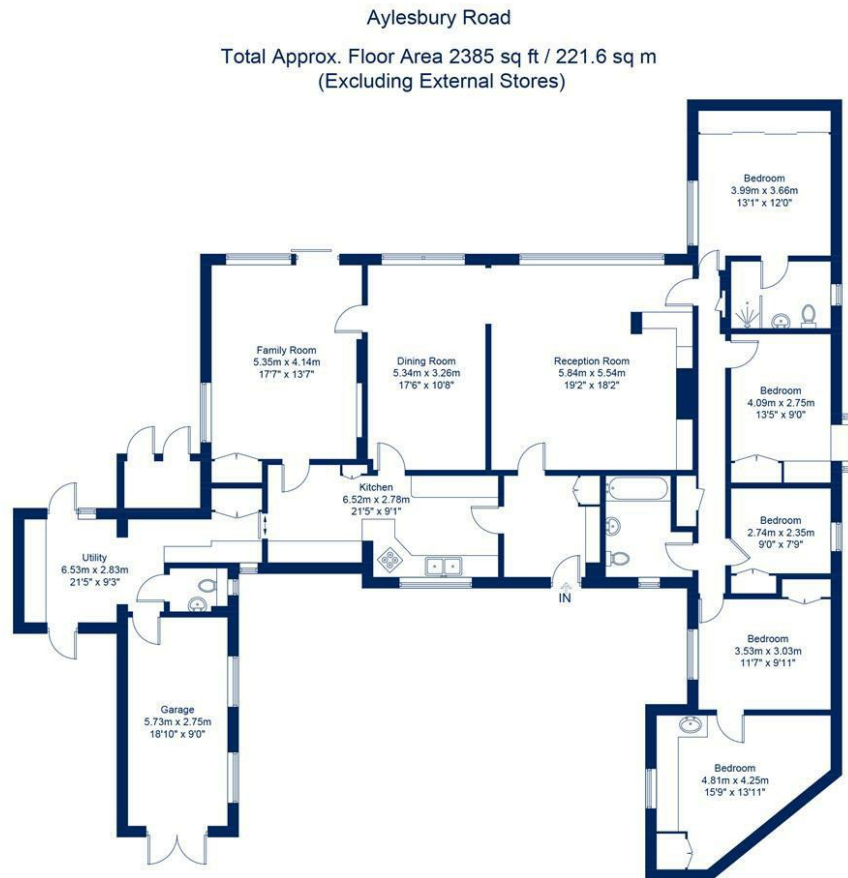 Aylesbury Road
Total Approx. Floor Area 2385 sq ft / 221.6 sq m
(Excluding External Stores)
Bedroom
3.99m x 3.66m
13'1" x 12'0"
Family Room
5.35m x 4.14m
17'7" x 13'7"
Dining Room
5.34m x 3.26m
17'6" x 10'8"
Reception Room
5.84m x 5.54m
19'2" x 18'2"
Bedroom
4.09m x 2.75m
13'5" x 9'0"
Kitchen
6.52m x 2.78m
21'5" x 9'1"
Bedroom
2.74m x 2.35m
9'0" x 7'9"
Utility
6.53m x 2.83m
21'5" x 9'3"
IN
Bedroom
3.53m x 3.03m
11'7" x 9'11"
Garage
5.73m x 2.75m
18'10" x 9'0"
Bedroom
4.81m x 4.25m
15'9" x 13'11"